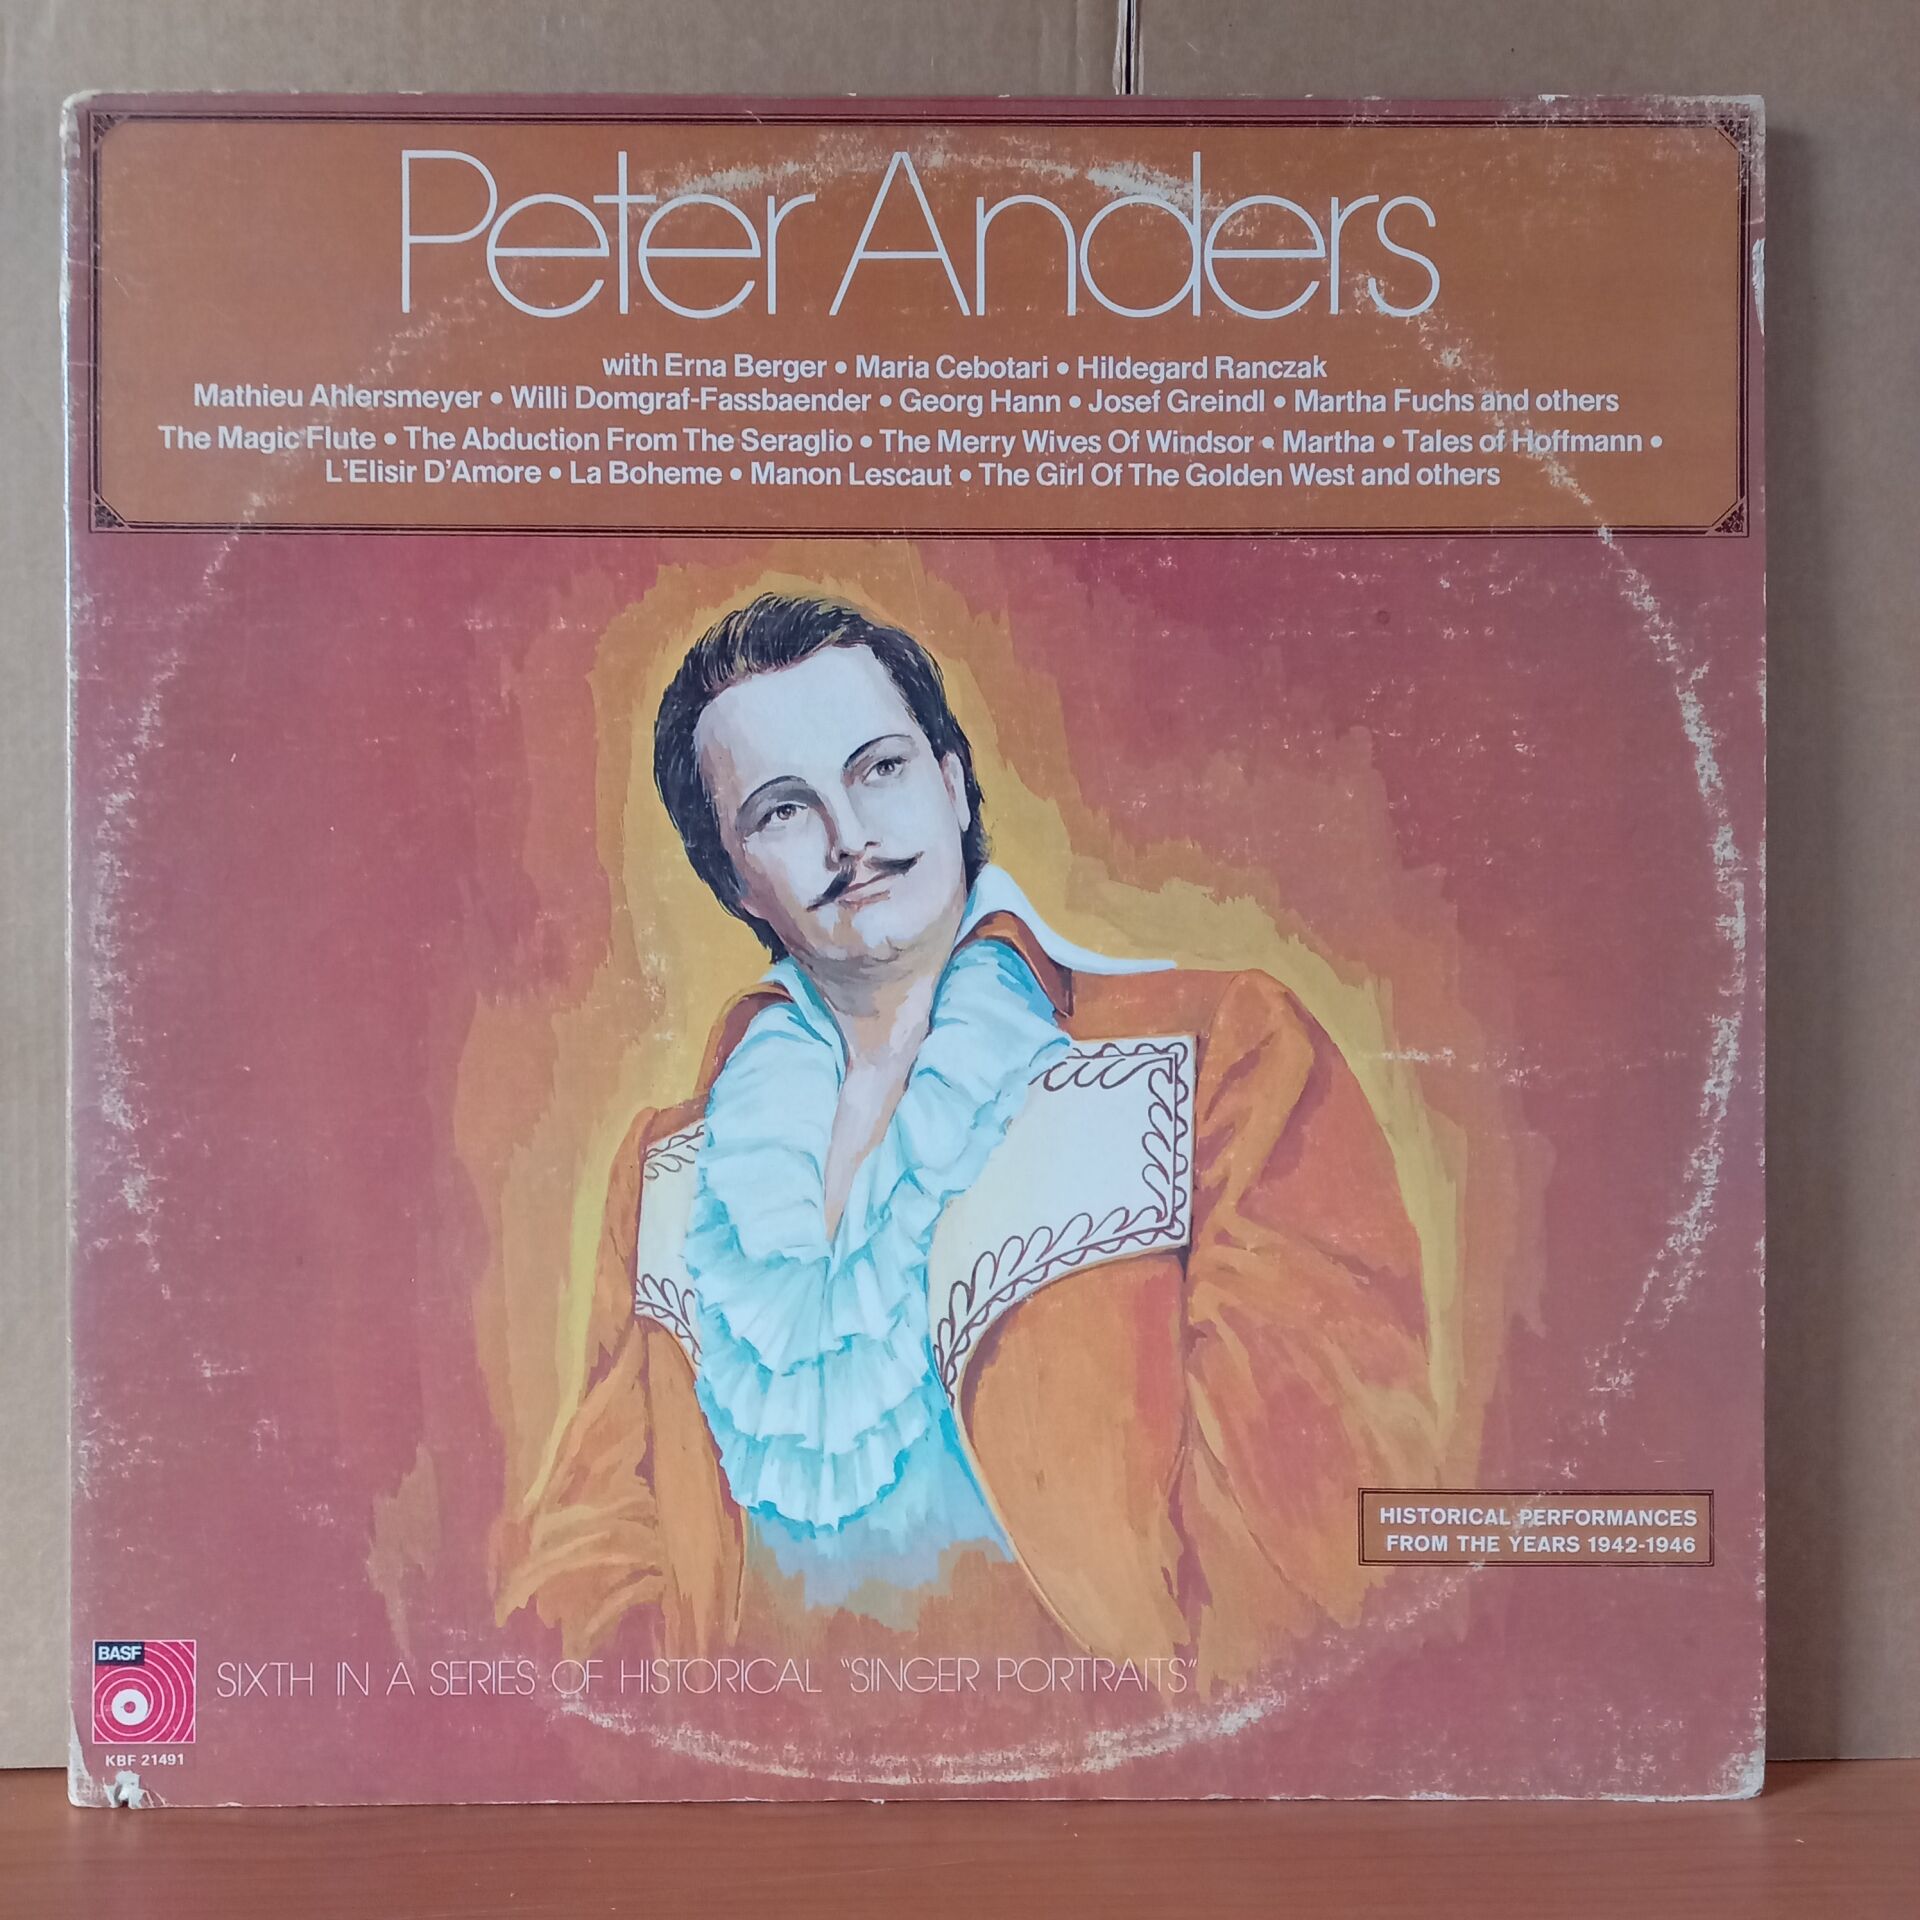 Peter Anders
with Erna Berger • Maria Cebotari • Hildegard Ranczak
Mathieu Ahlersmeyer • Willi Domgraf-Fassbaender • Georg Hann • Josef Greindl • Martha Fuchs and others
The Magic Flute • The Abduction From The Seraglio • The Merry Wives Of Windsor • Martha • Tales of Hoffmann •
L'Elisir D'Amore • La Boheme • Manon Lescaut • The Girl Of The Golden West and others
HISTORICAL PERFORMANCES
FROM THE YEARS 1942-1946
BASF
SIXTH IN A SERIES OF HISTORICAL "SINGER PORTRAITS"
KBF 21491